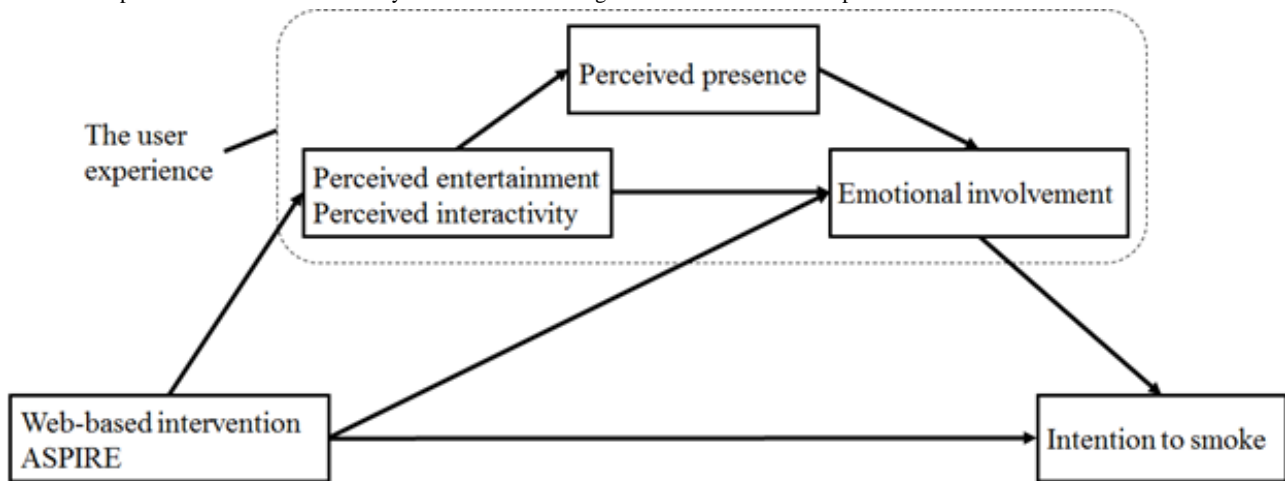 Perceived presence
The user
experience
Perceived entertainment
Perceived interactivity
Emotional involvement
Web-based intervention
ASPIRE
Intention to smoke